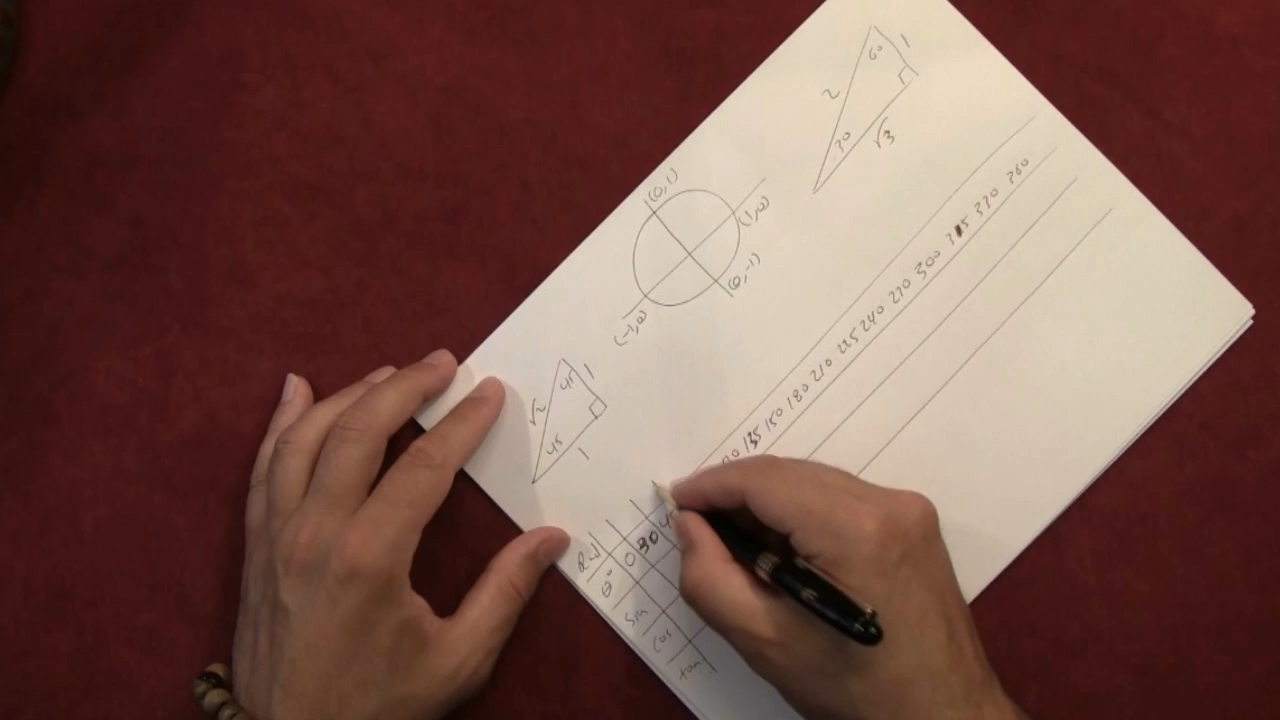 √2 45 45 1 1
(0,1) (1,0) (0,-1) (-1,0)
2 60 30 1 √3
Rad
θ° 0 30 135 150 180 210 225 240 270 300 315 330 360
sin
cos
tan